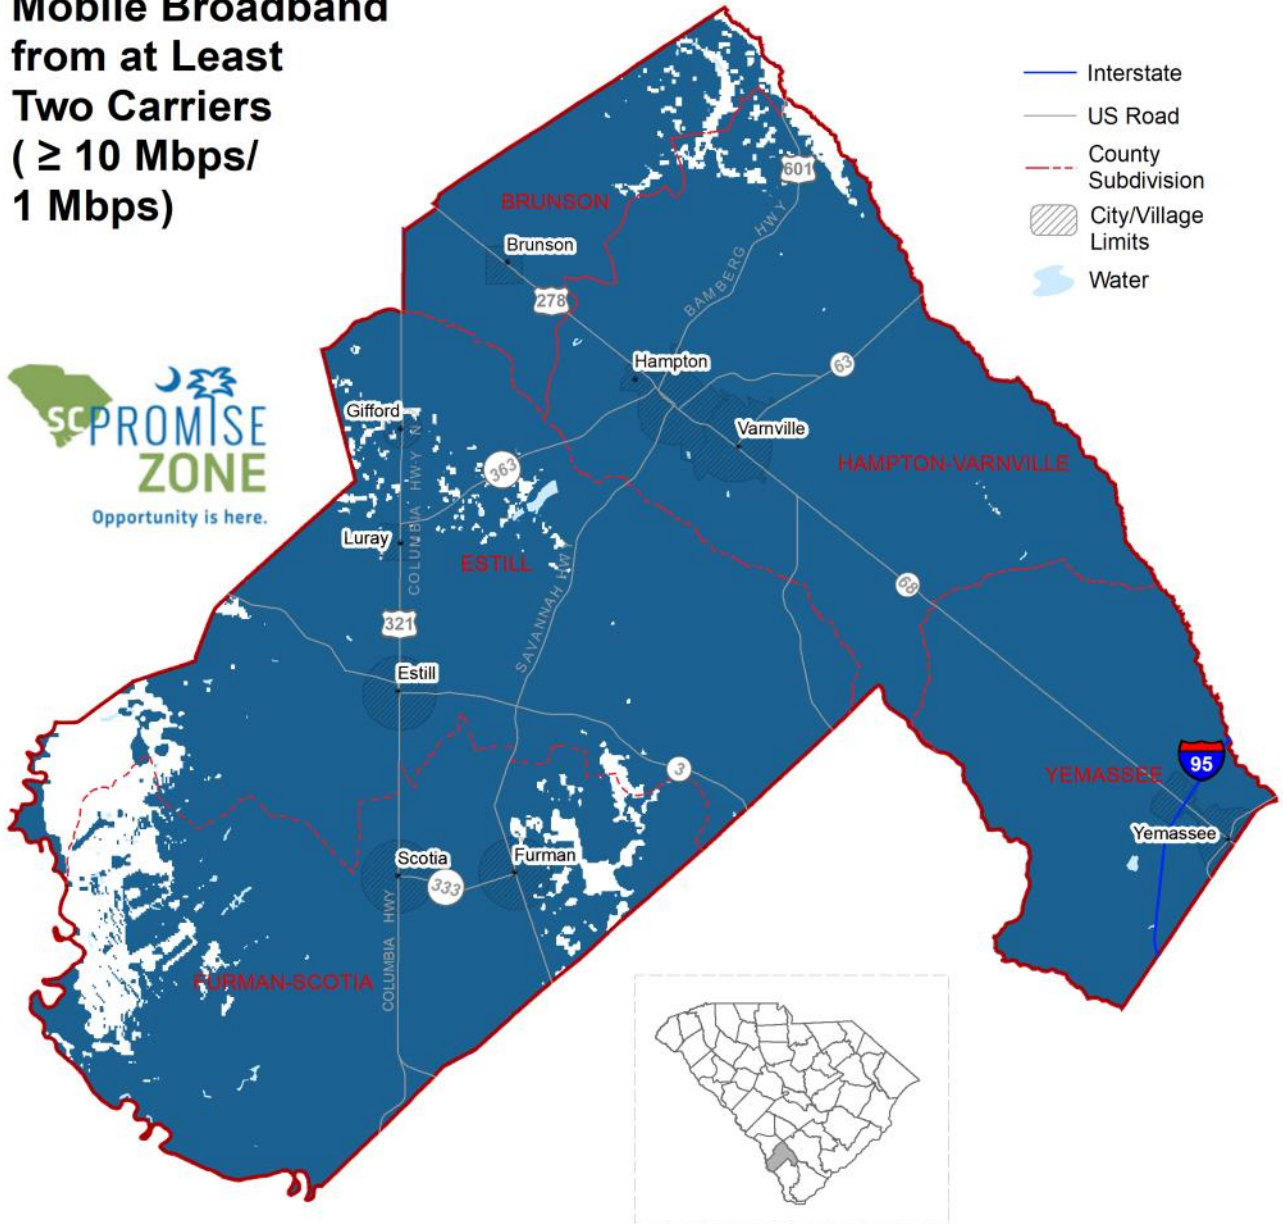 Mobile Broadband
from at Least
Two Carriers
( ≥ 10 Mbps/
1 Mbps)
Interstate
US Road
County
Subdivision
City/Village
Limits
Water
SC PROMISE
ZONE
Opportunity is here.
601
BRUNSON
Brunson
278
BAMBERG HWY
Hampton
63
Gifford
Varnville
COLUMBIA HWY N
363
HAMPTON-VARNVILLE
Luray
ESTILL
SAVANNAH HWY
68
321
Estill
3
95
YEMASSEE
Yemassee
Scotia
333
Furman
COLUMBIA HWY
FURMAN-SCOTIA